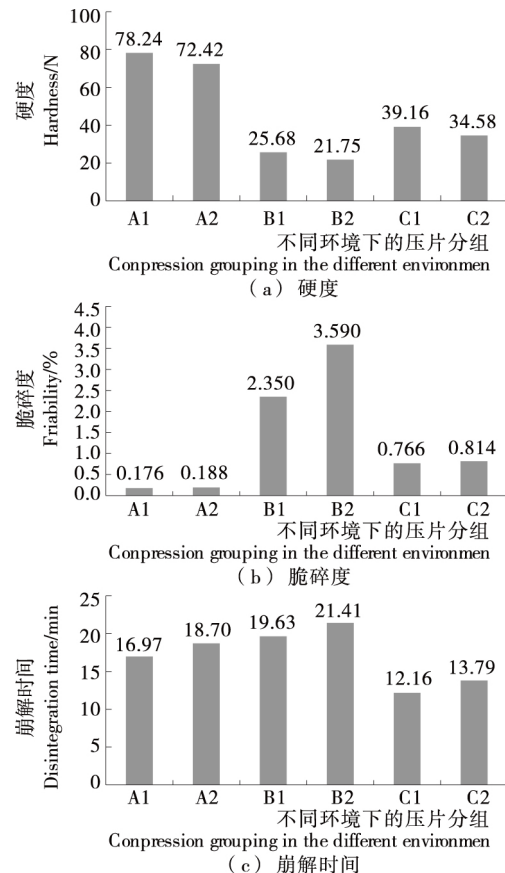 100
78.24
72.42
80
60
硬度
Hardness/N
39.16
34.58
40
25.68
21.75
20
0
A1 A2 B1 B2 C1 C2
不同环境下的压片分组
Conpression grouping in the different environmen
(a)硬度
4.5
4.0
3.590
3.5
3.0
2.350
2.5
脆碎度
Friability/%
2.0
1.5
1.0
0.766
0.814
0.5
0.176
0.188
0.0
A1 A2 B1 B2 C1 C2
不同环境下的压片分组
Conpression grouping in the different environmen
(b)脆碎度
25
21.41
19.63
18.70
20
16.97
15
13.79
12.16
崩解时间
Disintegration time/min
10
5
0
A1 A2 B1 B2 C1 C2
不同环境下的压片分组
Conpression grouping in the different environmen
(c)崩解时间